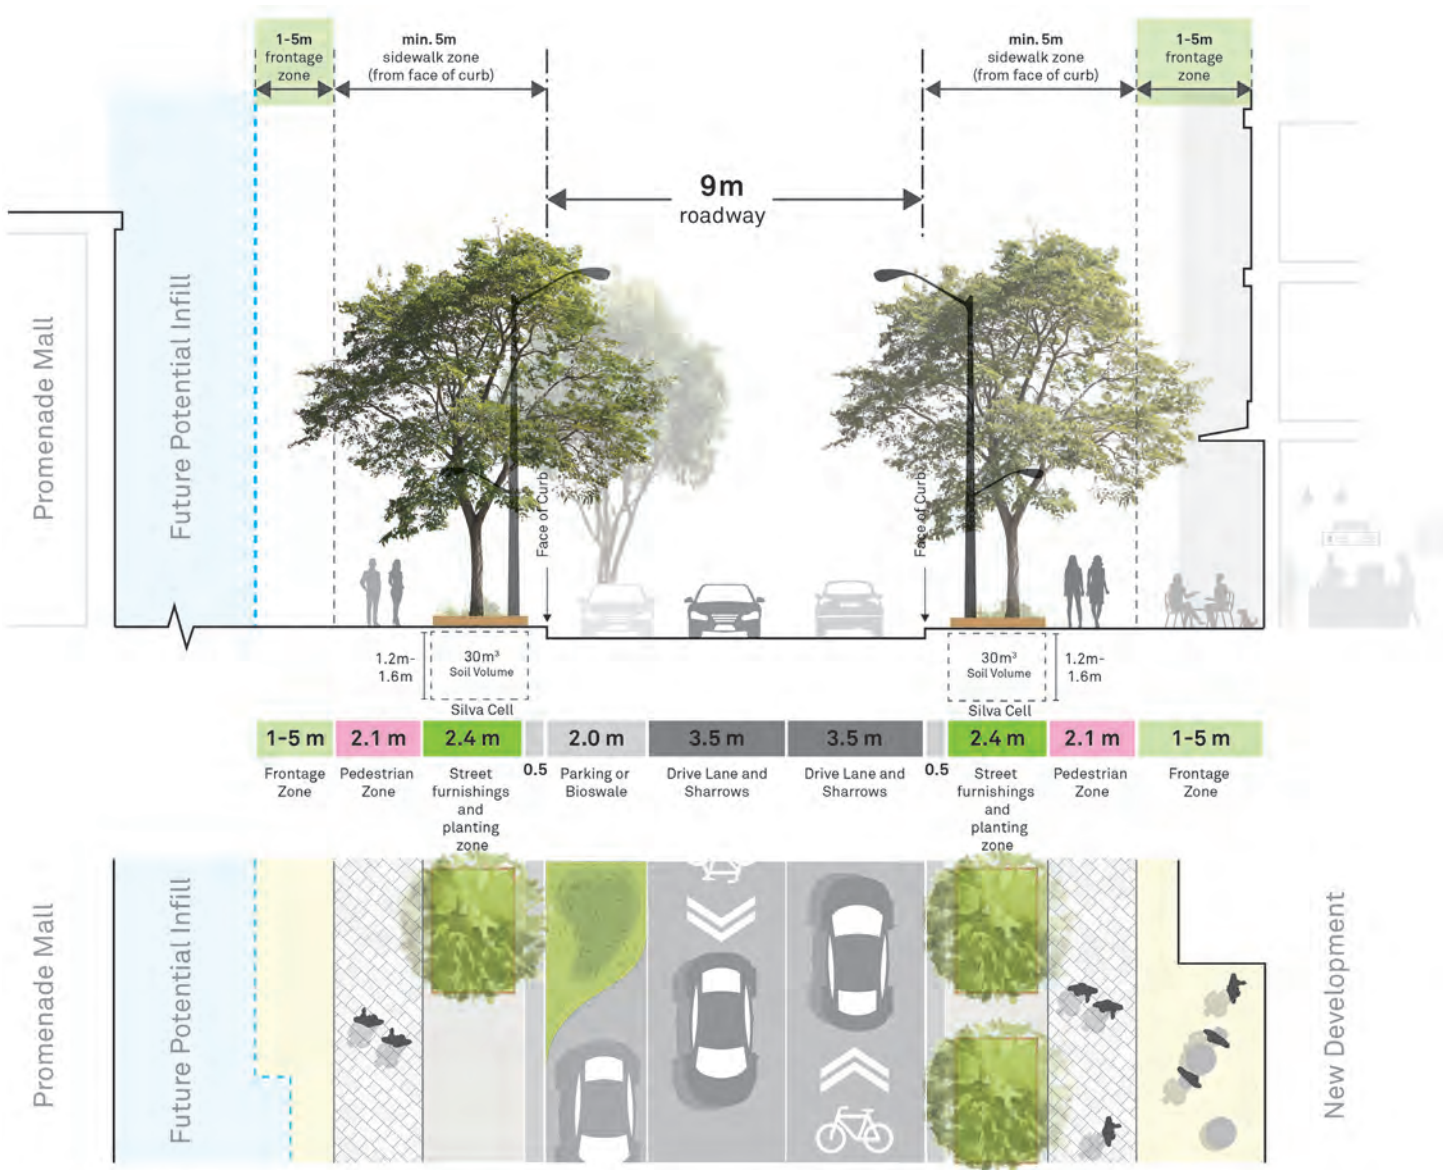 1-5m
frontage
zone
min. 5m
sidewalk zone
(from face of curb)
min. 5m
sidewalk zone
(from face of curb)
1-5m
frontage
zone
9m
roadway
Promenade Mall
Future Potential Infill
Face of Curb
Face of Curb
1.2m-
1.6m
30m³
Soil Volume
30m³
Soil Volume
1.2m-
1.6m
Silva Cell
Silva Cell
1-5 m
2.1 m
2.4 m
2.0 m
3.5 m
3.5 m
2.4 m
2.1 m
1-5 m
Frontage
Zone
Pedestrian
Zone
Street
furnishings
and
planting
zone
0.5
Parking or
Bioswale
Drive Lane and
Sharrows
Drive Lane and
Sharrows
0.5
Street
furnishings
and
planting
zone
Pedestrian
Zone
Frontage
Zone
Promenade Mall
Future Potential Infill
New Development